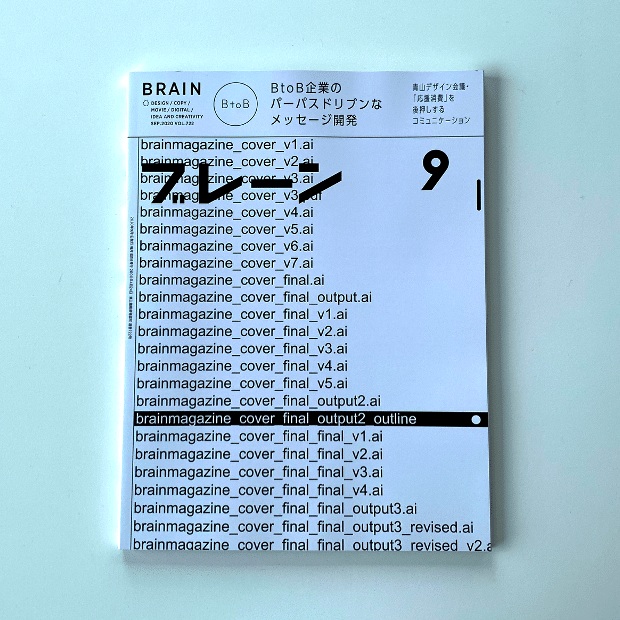 BRAIN
DESIGN / COPY /
MOVIE / DIGITAL /
IDEA AND CREATIVITY
SEP.2020 VOL.722
BtoB
BtoB企業の
パーパスドリブンな
メッセージ開発
青山デザイン会議・
「応援消費」を
後押しする
コミュニケーション
brainmagazine_cover_v1.ai
brainmagazine_cover_v2.ai
brainmagazine_cover_v3.ai
brainmagazine_cover_v3.pdf
ブレーン
9
brainmagazine_cover_v4.ai
brainmagazine_cover_v5.ai
brainmagazine_cover_v6.ai
brainmagazine_cover_v7.ai
brainmagazine_cover_final.ai
brainmagazine_cover_final_output.ai
brainmagazine_cover_final_v1.ai
brainmagazine_cover_final_v2.ai
brainmagazine_cover_final_v3.ai
brainmagazine_cover_final_v4.ai
brainmagazine_cover_final_v5.ai
brainmagazine_cover_final_output2.ai
brainmagazine_cover_final_output2_outline
brainmagazine_cover_final_final_v1.ai
brainmagazine_cover_final_final_v2.ai
brainmagazine_cover_final_final_v3.ai
brainmagazine_cover_final_final_v4.ai
brainmagazine_cover_final_final_output3.ai
brainmagazine_cover_final_final_output3_revised.ai
brainmagazine_cover_final_final_output3_revised_v2.a